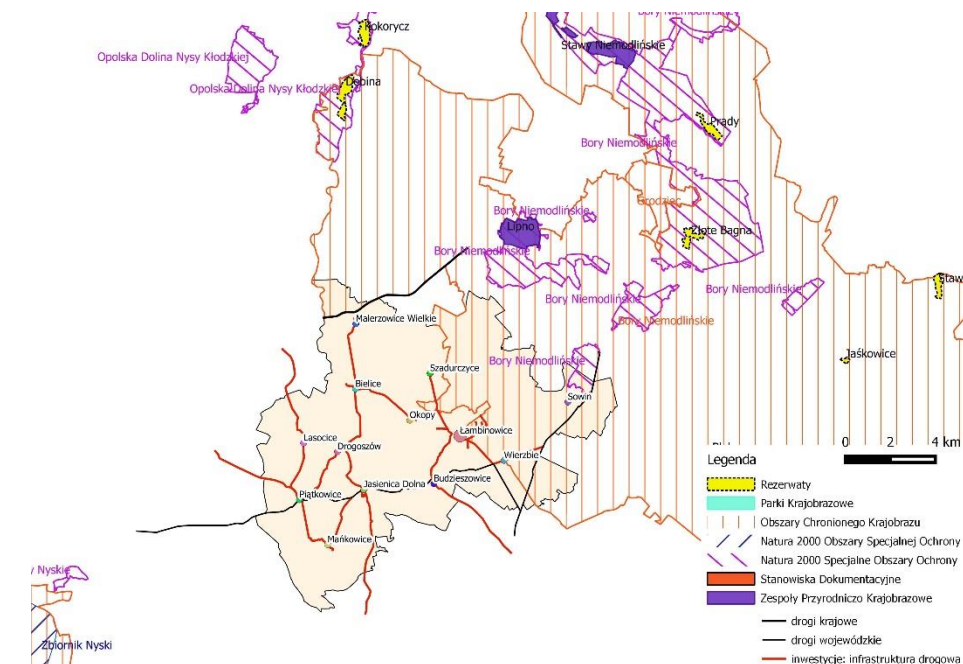 Bory Niemodlińskie
Kokorycz
Stawy Niemodlińskie
Opolska Dolina Nysy Kłodzkiej
Dębina
Opolska Dolina Nysy Kłodzkiej
Prądy
Bory Niemodlińskie
Grodziec
Bory Niemodlińskie
Lipno
Złote Bagna
Bory Niemodlińskie
Staw
Bory Niemodlińskie
Bory Niemodlińskie
Bory Niemodlińskie
Malerzowice Wielkie
Jaśkowice
Bory Niemodlińskie
Szadurczyce
Bielice
Sowin
Okopy
Łambinowice
Lasocice
Drogoszów
Wierzbie
Jasienica Dolna
Budzieszowice
Piątkowice
Mańkowice
y Nyskie
Zbiornik Nyski
0 2 4 km
Legenda
Rezerwaty
Parki Krajobrazowe
Obszary Chronionego Krajobrazu
Natura 2000 Obszary Specjalnej Ochrony
Natura 2000 Specjalne Obszary Ochrony
Stanowiska Dokumentacyjne
Zespoły Przyrodniczo Krajobrazowe
drogi krajowe
drogi wojewódzkie
inwestycje: infrastruktura drogowa